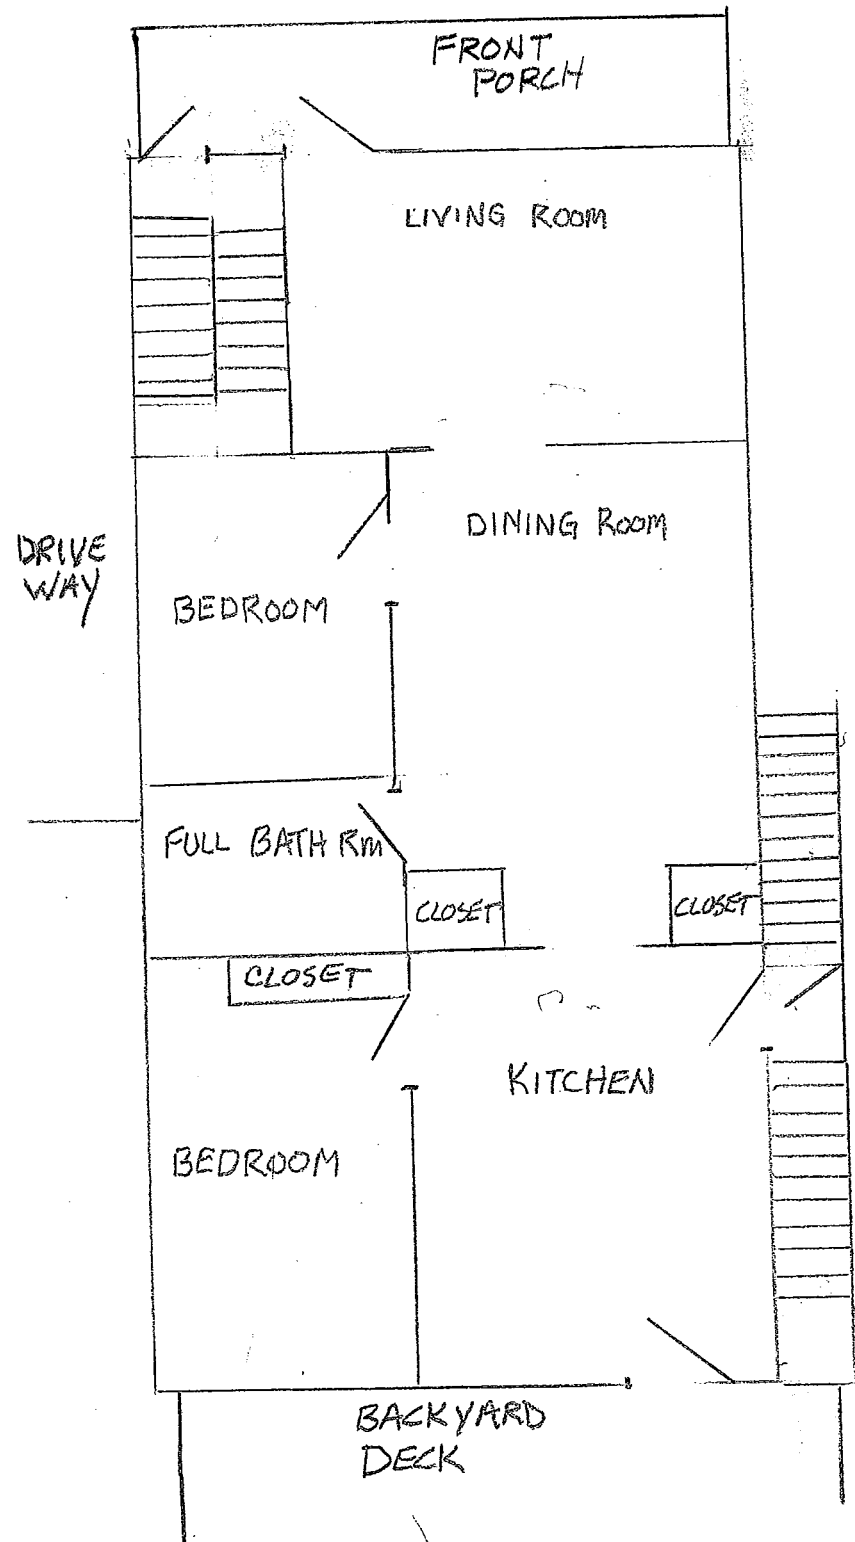 FRONT
PORCH
LIVING ROOM
DINING ROOM
DRIVE
WAY
BEDROOM
FULL BATH Rm
CLOSET
CLOSET
CLOSET
KITCHEN
BEDROOM
BACKYARD
DECK